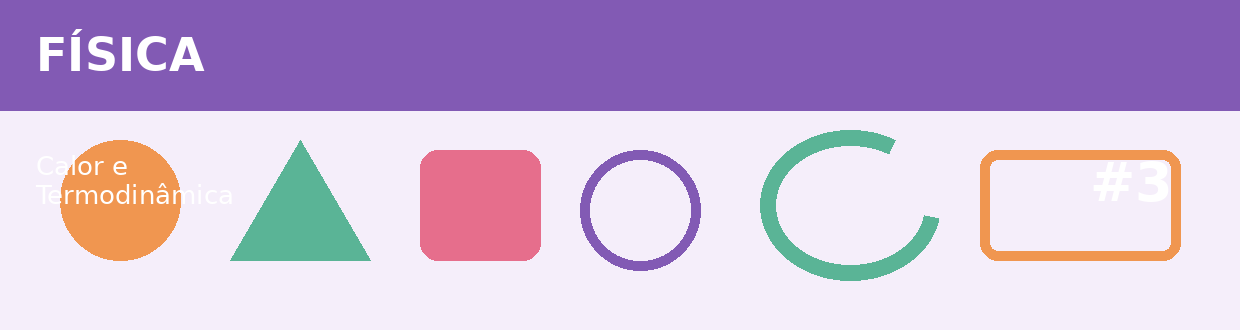 FÍSICA
Calor e
Termodinâmica
#3